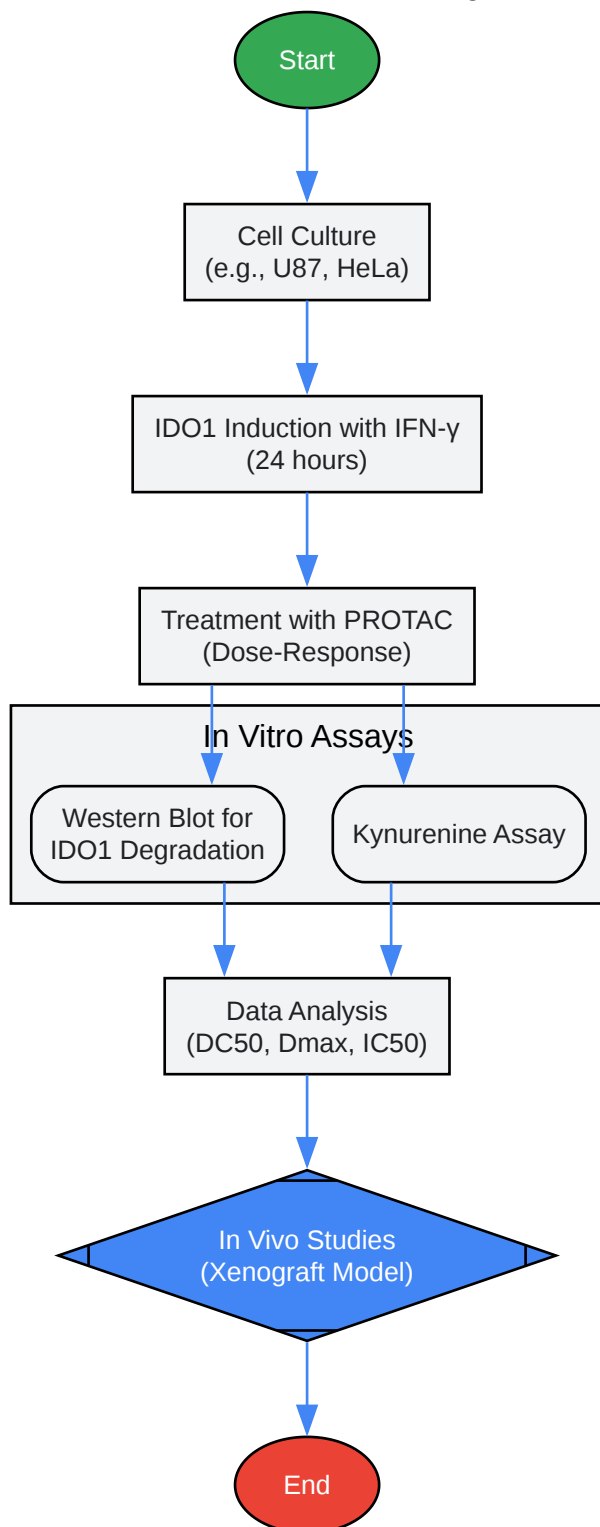 Start
Cell Culture
(e.g., U87, HeLa)
IDO1 Induction with IFN-γ
(24 hours)
Treatment with PROTAC
(Dose-Response)
In Vitro Assays
Western Blot for
IDO1 Degradation
Kynurenine Assay
Data Analysis
(DC50, Dmax, IC50)
In Vivo Studies
(Xenograft Model)
End